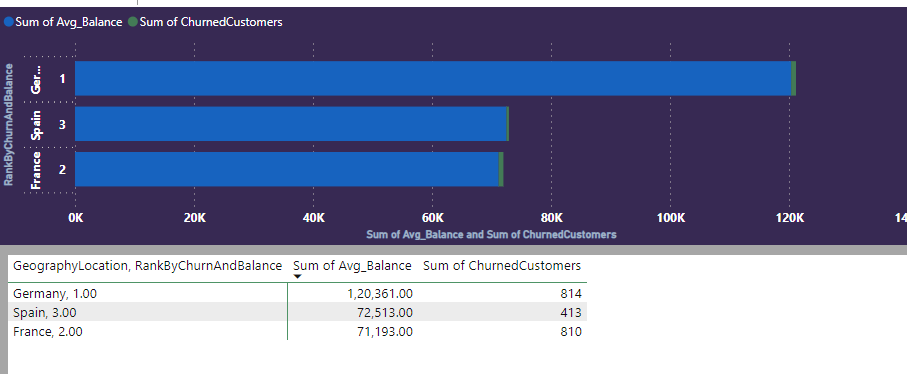 Sum of Avg_Balance Sum of ChurnedCustomers
RankByChurnAndBalance
Ger... 1
Spain 3
France 2
0K 20K 40K 60K 80K 100K 120K 14
Sum of Avg_Balance and Sum of ChurnedCustomers
GeographyLocation, RankByChurnAndBalance Sum of Avg_Balance Sum of ChurnedCustomers
Germany, 1.00 1,20,361.00 814
Spain, 3.00 72,513.00 413
France, 2.00 71,193.00 810